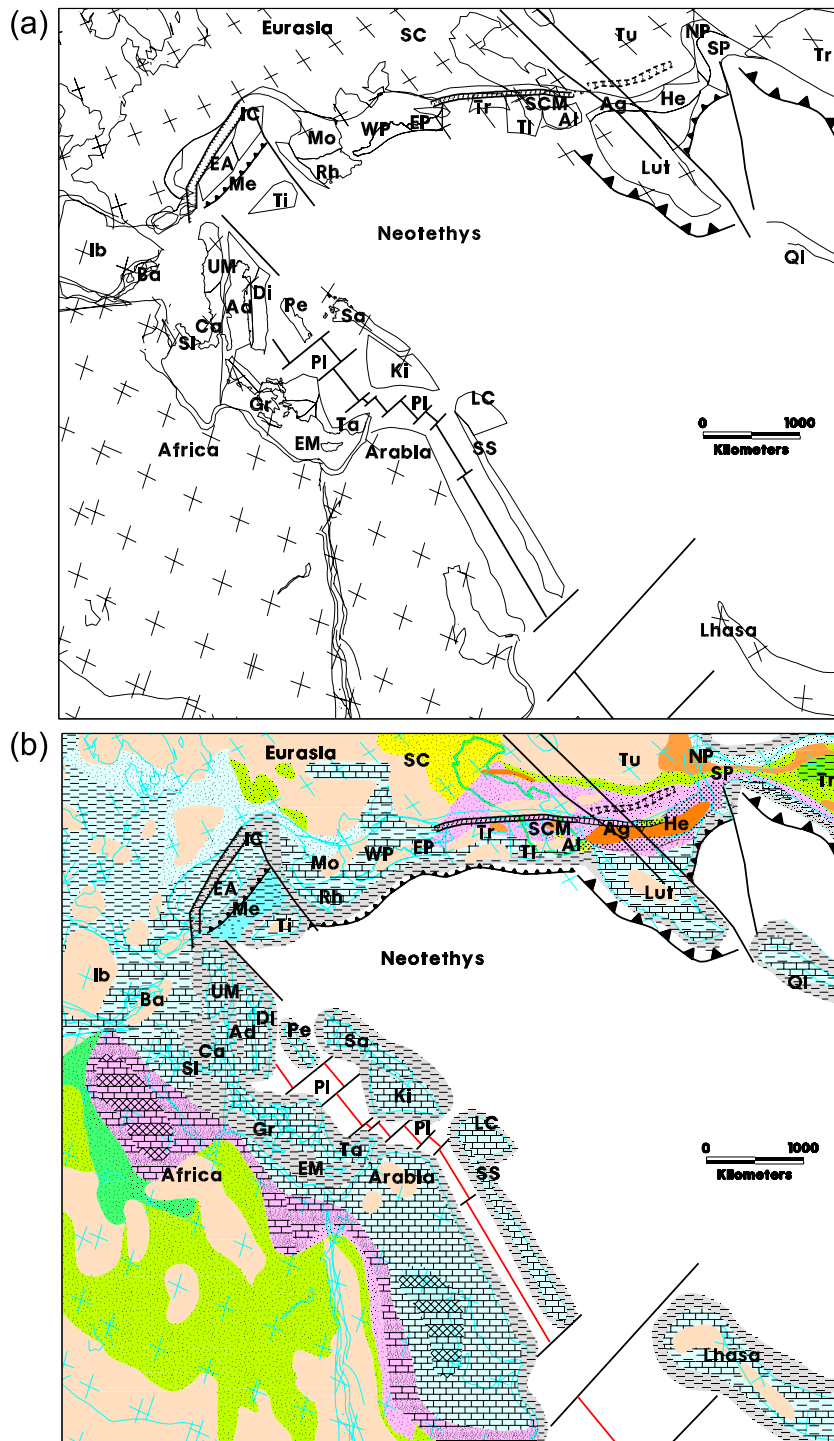 (a)
Eurasia SC Tu NP
SP Tr
IC Mo WP EP Tr SCM Ag He
EA Tl Al
Me Rh Lut
Ti
Neotethys
Ib Ba UM Di Ql
Ad Pe Sa
Ca
Sl
Pl Ki
Gr Pl LC
Ta
Africa EM Arabia SS
0 1000
Kilometers
Lhasa
(b)
Eurasia SC Tu NP
SP Tr
IC Mo WP EP Tr SCM Ag He
EA Tl Al
Me Rh Lut
Ti
Neotethys
Ib Ba UM Di Ql
Ad Pe Sa
Ca
Sl
Pl Ki
Gr Pl LC
Ta
Africa EM Arabia SS
0 1000
Kilometers
Lhasa